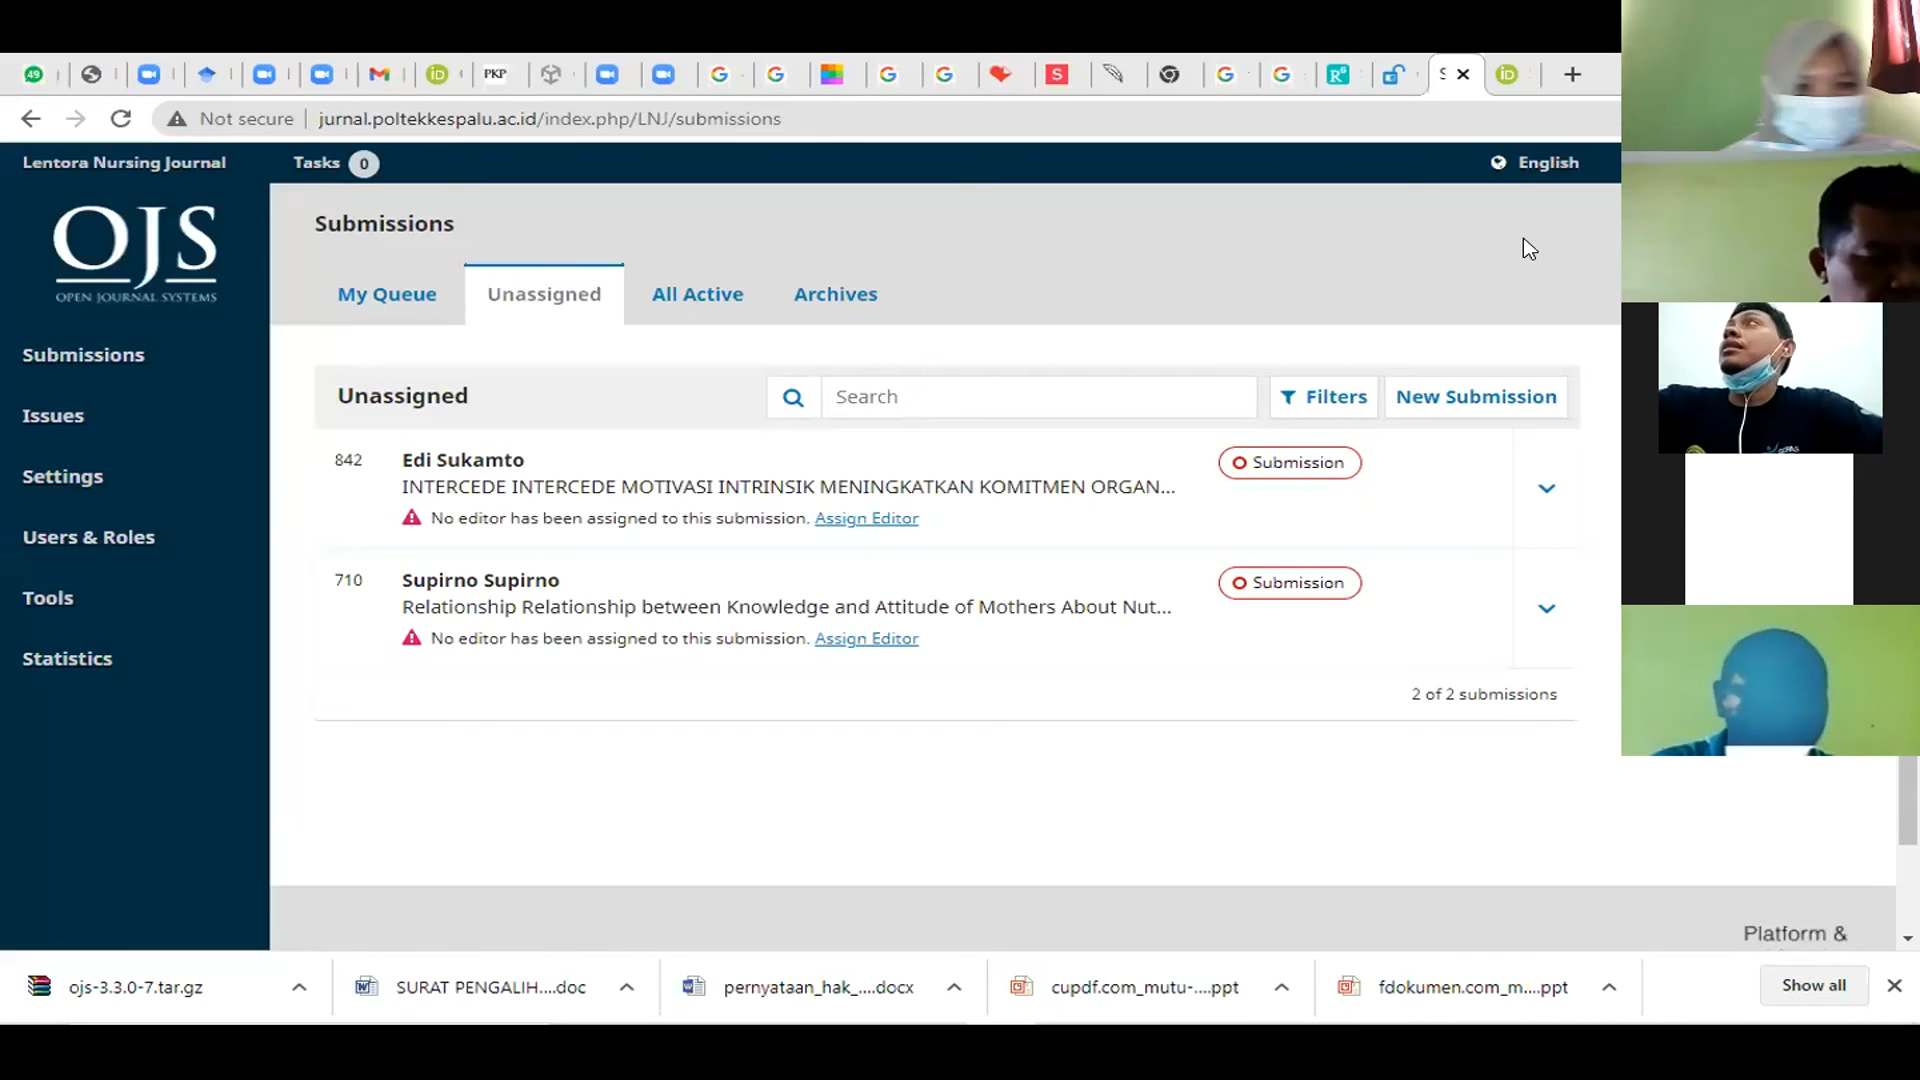 49
PKP
S
R⁶
S
Not secure jurnal.poltekkespalu.ac.id/index.php/LNJ/submissions
Lentora Nursing Journal
Tasks 0
English
OJS
OPEN JOURNAL SYSTEMS
Submissions
Issues
Settings
Users & Roles
Tools
Statistics
Submissions
My Queue
Unassigned
All Active
Archives
Unassigned
Search
Filters
New Submission
842
Edi Sukamto
INTERCEDE INTERCEDE MOTIVASI INTRINSIK MENINGKATKAN KOMITMEN ORGAN...
No editor has been assigned to this submission. Assign Editor
Submission
710
Supirno Supirno
Relationship Relationship between Knowledge and Attitude of Mothers About Nut...
No editor has been assigned to this submission. Assign Editor
Submission
2 of 2 submissions
Platform &
ojs-3.3.0-7.tar.gz
SURAT PENGALIH....doc
pernyataan_hak_....docx
cupdf.com_mutu-....ppt
fdokumen.com_m....ppt
Show all